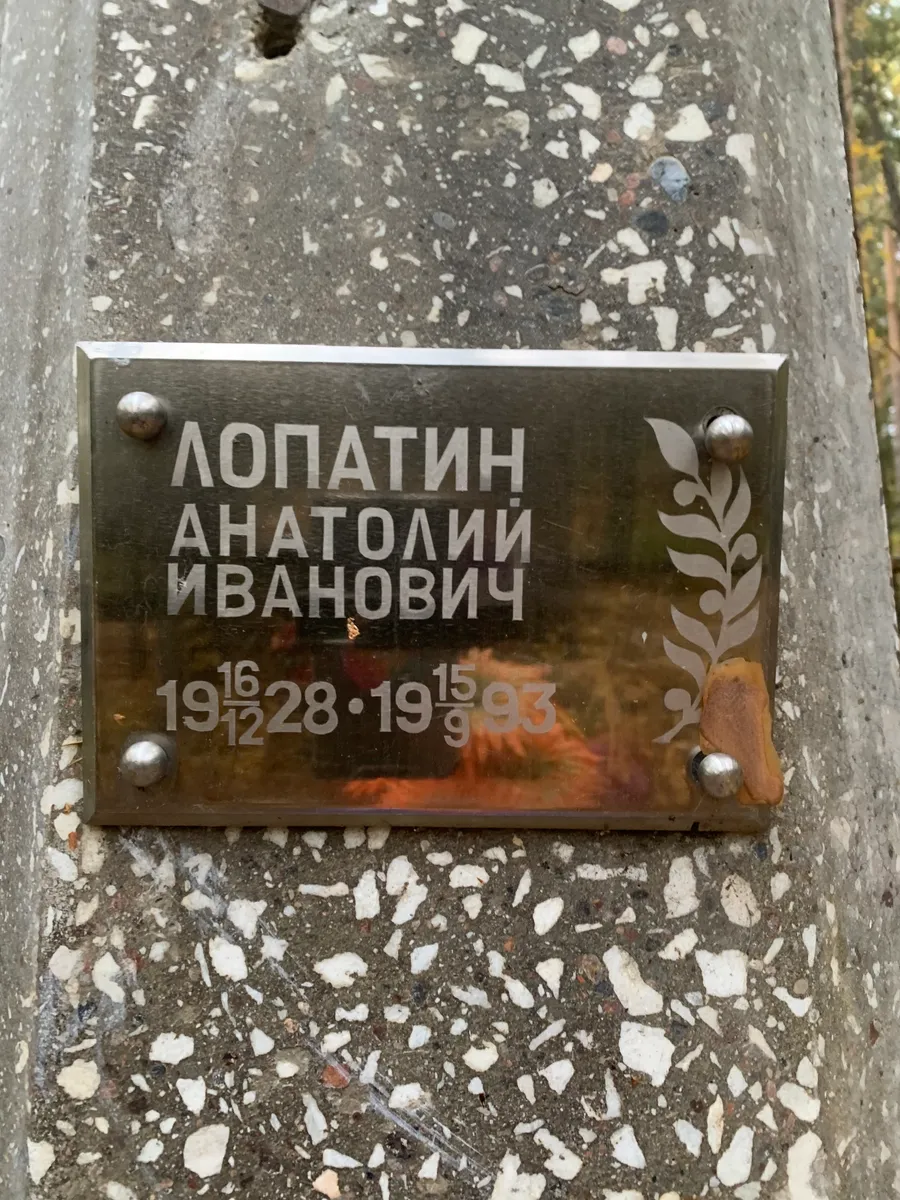 ЛОПАТИН
АНАТОЛИЙ
ИВАНОВИЧ
19 16/12 28 · 19 15/9 93